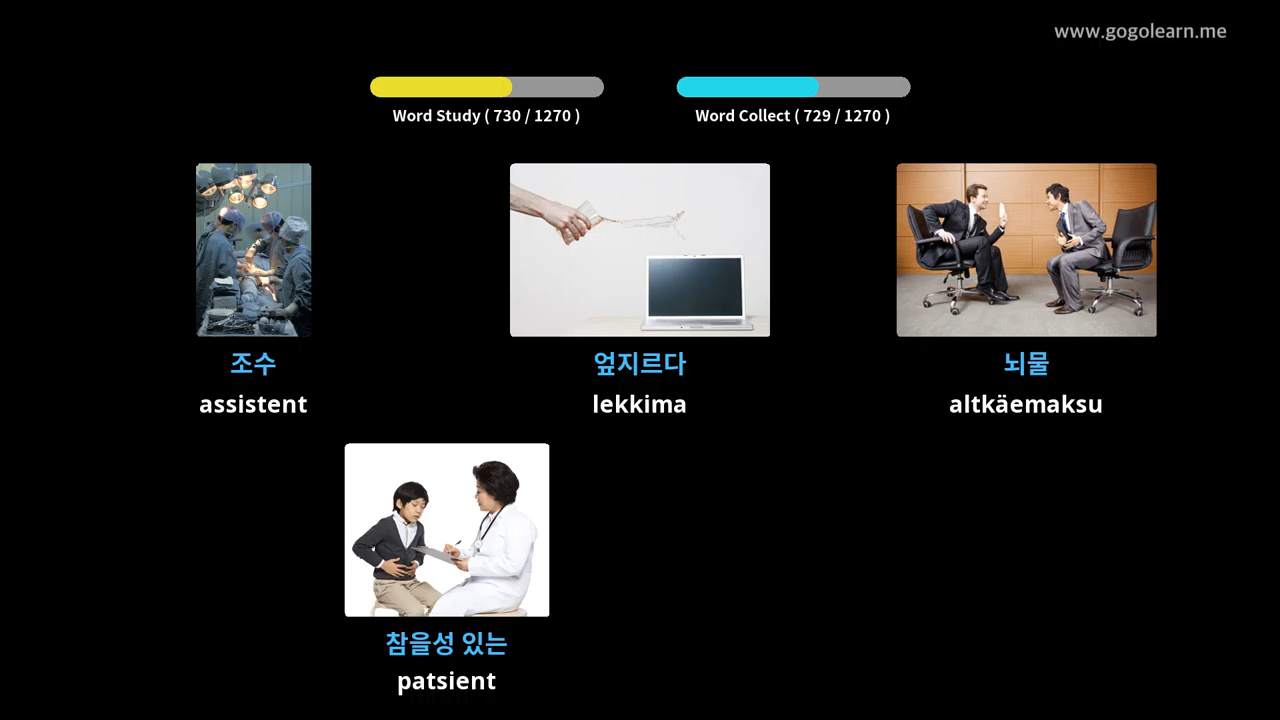 www.gogolearn.me
Word Study ( 730 / 1270 )
Word Collect ( 729 / 1270 )
조수
assistent
엎지르다
lekkima
뇌물
altkäemaksu
참을성 있는
patsient